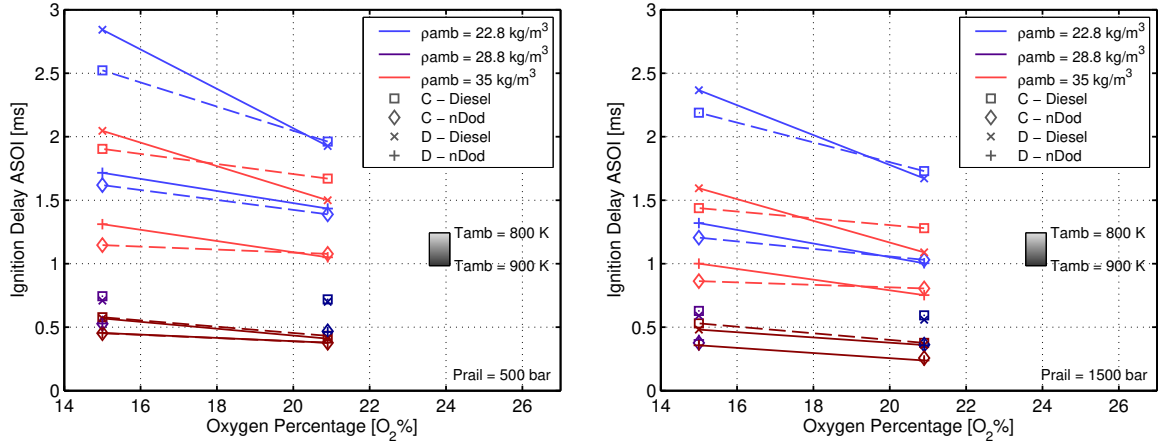 3
2.5
2
1.5
1
0.5
0
Ignition Delay ASOI [ms]
ρamb = 22.8 kg/m³
ρamb = 28.8 kg/m³
ρamb = 35 kg/m³
C − Diesel
C − nDod
D − Diesel
D − nDod
Tamb = 800 K
Tamb = 900 K
Prail = 500 bar
14 16 18 20 22 24 26
Oxygen Percentage [O₂%]
3
2.5
2
1.5
1
0.5
0
Ignition Delay ASOI [ms]
ρamb = 22.8 kg/m³
ρamb = 28.8 kg/m³
ρamb = 35 kg/m³
C − Diesel
C − nDod
D − Diesel
D − nDod
Tamb = 800 K
Tamb = 900 K
Prail = 1500 bar
14 16 18 20 22 24 26
Oxygen Percentage [O₂%]